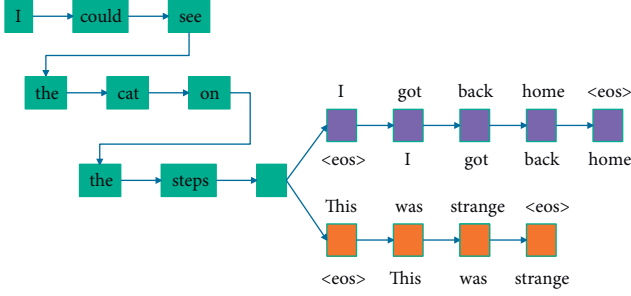 I could see
the cat on
the steps
I got back home <eos>
<eos> I got back home
This was strange <eos>
<eos> This was strange